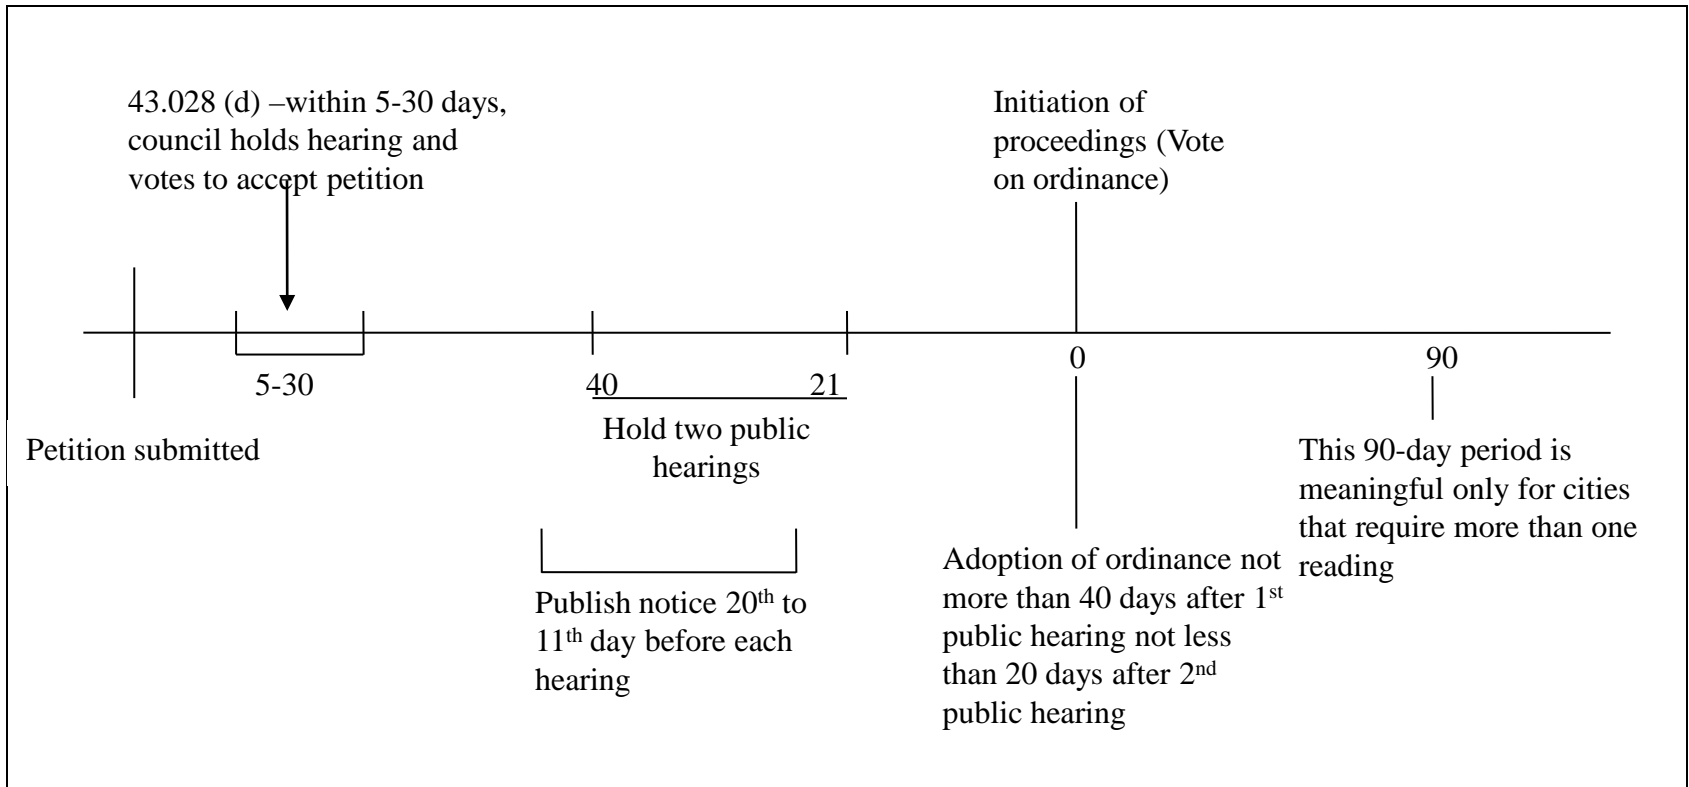 43.028 (d) –within 5-30 days,
council holds hearing and
votes to accept petition
Initiation of
proceedings (Vote
on ordinance)
0
90
5-30
40
21
Petition submitted
Hold two public
hearings
This 90-day period is
meaningful only for cities
that require more than one
reading
Publish notice 20th to
11th day before each
hearing
Adoption of ordinance not
more than 40 days after 1st
public hearing not less
than 20 days after 2nd
public hearing